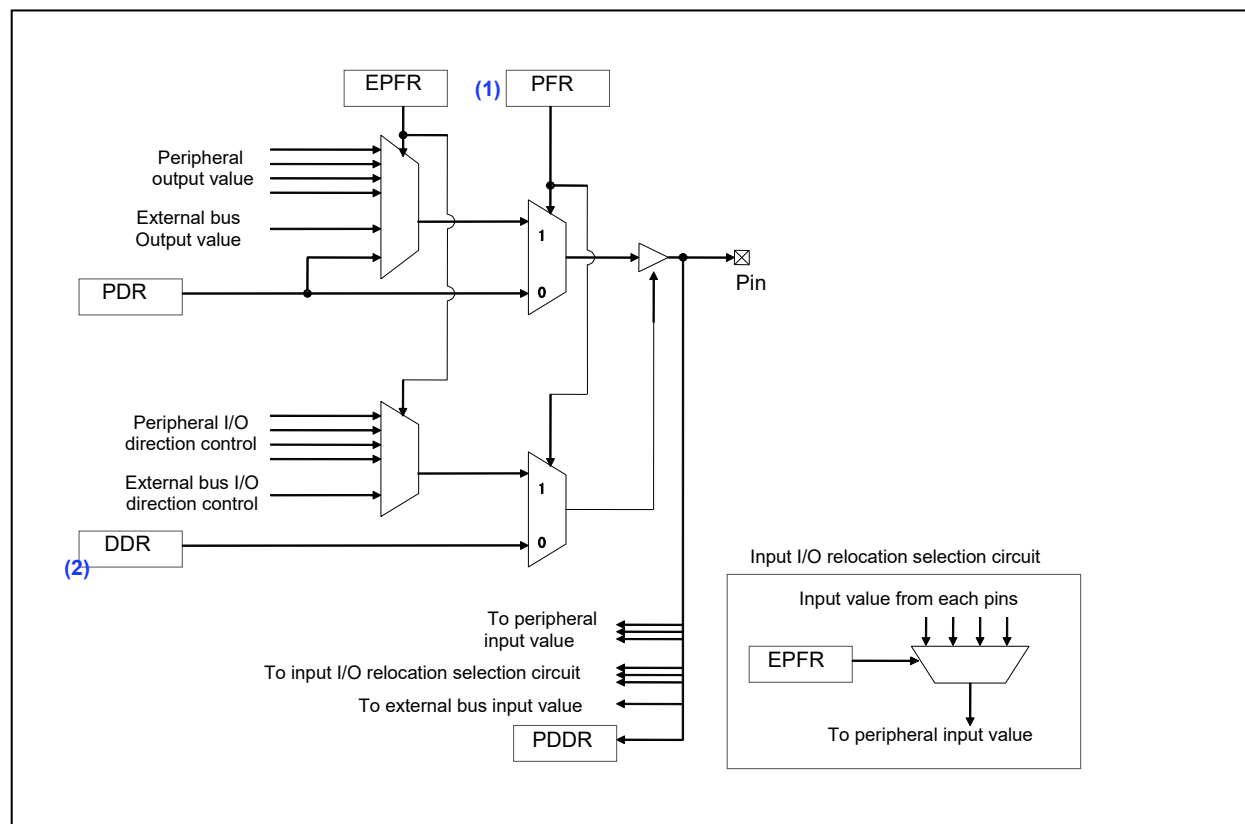 EPFR
(1)
PFR
Peripheral
output value
External bus
Output value
1
0
PDR
Pin
Peripheral I/O
direction control
External bus I/O
direction control
1
0
DDR
(2)
Input I/O relocation selection circuit
Input value from each pins
EPFR
To peripheral input value
To peripheral
input value
To input I/O relocation selection circuit
To external bus input value
PDDR